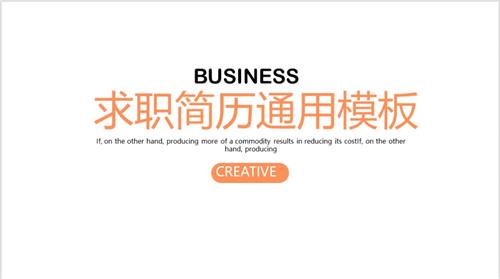 BUSINESS
求职简历通用模板
If, on the other hand, producing more of a commodity results in reducing its costIf, on the other
hand, producing
CREATIVE